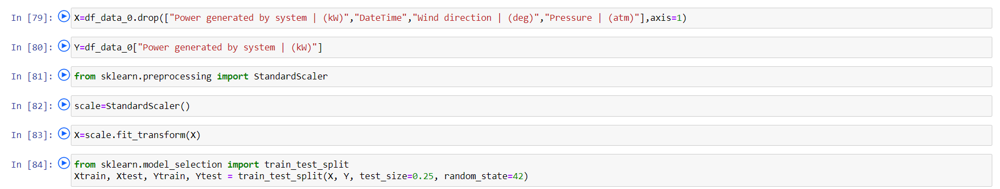 In [79]: X=df_data_0.drop(["Power generated by system | (kW)","DateTime","Wind direction | (deg)","Pressure | (atm)"],axis=1)
In [80]: Y=df_data_0["Power generated by system | (kW)"]
In [81]: from sklearn.preprocessing import StandardScaler
In [82]: scale=StandardScaler()
In [83]: X=scale.fit_transform(X)
In [84]: from sklearn.model_selection import train_test_split
Xtrain, Xtest, Ytrain, Ytest = train_test_split(X, Y, test_size=0.25, random_state=42)